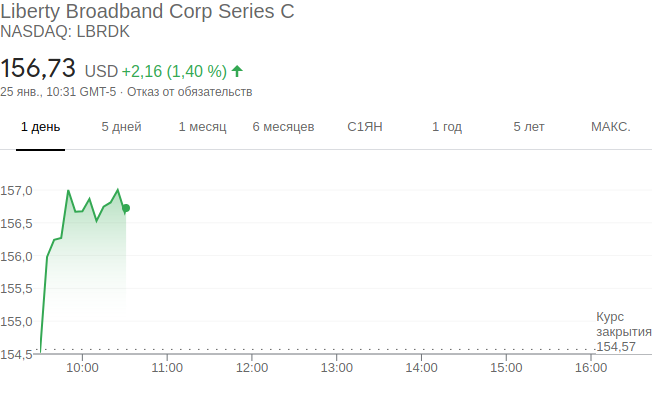 Liberty Broadband Corp Series C
NASDAQ: LBRDK
156,73 USD +2,16 (1,40 %)
25 янв., 10:31 GMT-5 · Отказ от обязательств
1 день 5 дней 1 месяц 6 месяцев С1ЯН 1 год 5 лет МАКС.
157,0
156,5
156,0
155,5
155,0
154,5
Курс
закрытия
154,57
10:00 11:00 12:00 13:00 14:00 15:00 16:00